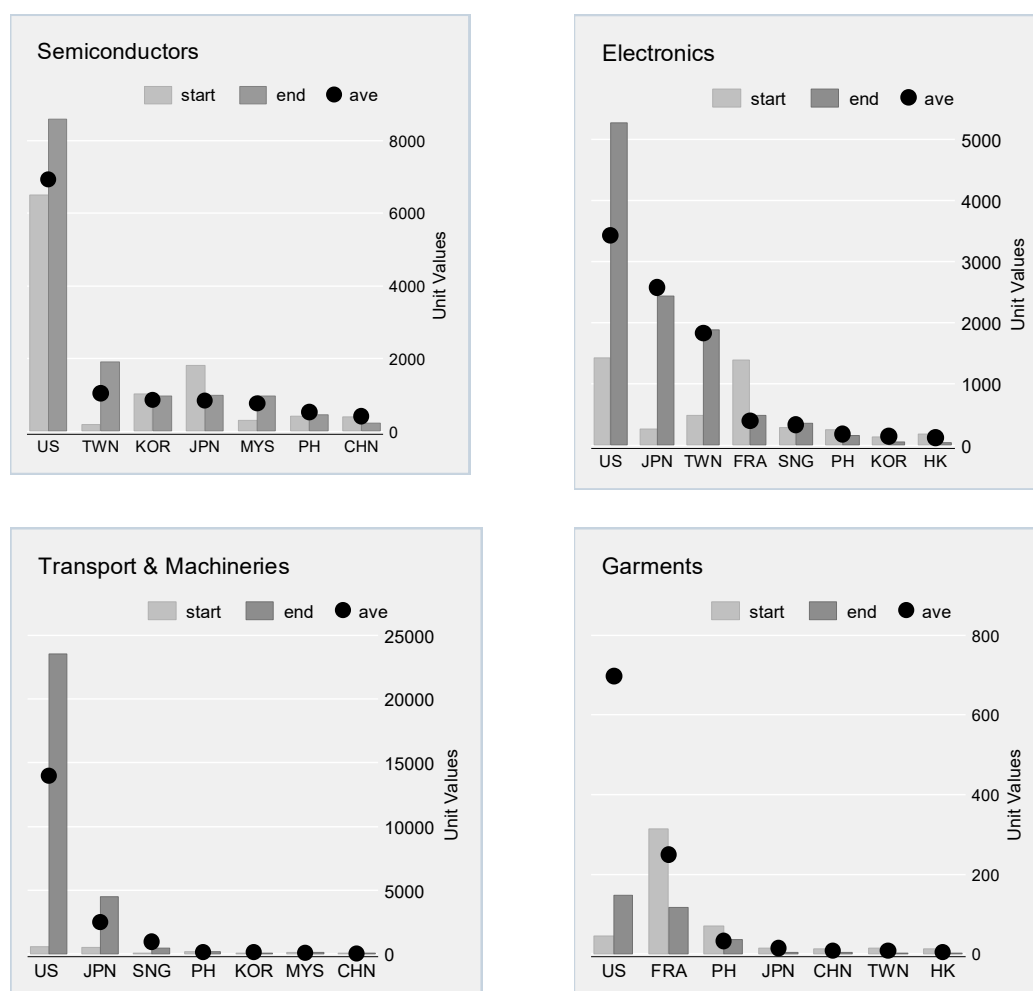 Semiconductors
start end ave
8000
6000
4000
2000
0
Unit Values
US TWN KOR JPN MYS PH CHN
Electronics
start end ave
5000
4000
3000
2000
1000
0
Unit Values
US JPN TWN FRA SNG PH KOR HK
Transport & Machineries
start end ave
25000
20000
15000
10000
5000
0
Unit Values
US JPN SNG PH KOR MYS CHN
Garments
start end ave
800
600
400
200
0
Unit Values
US FRA PH JPN CHN TWN HK